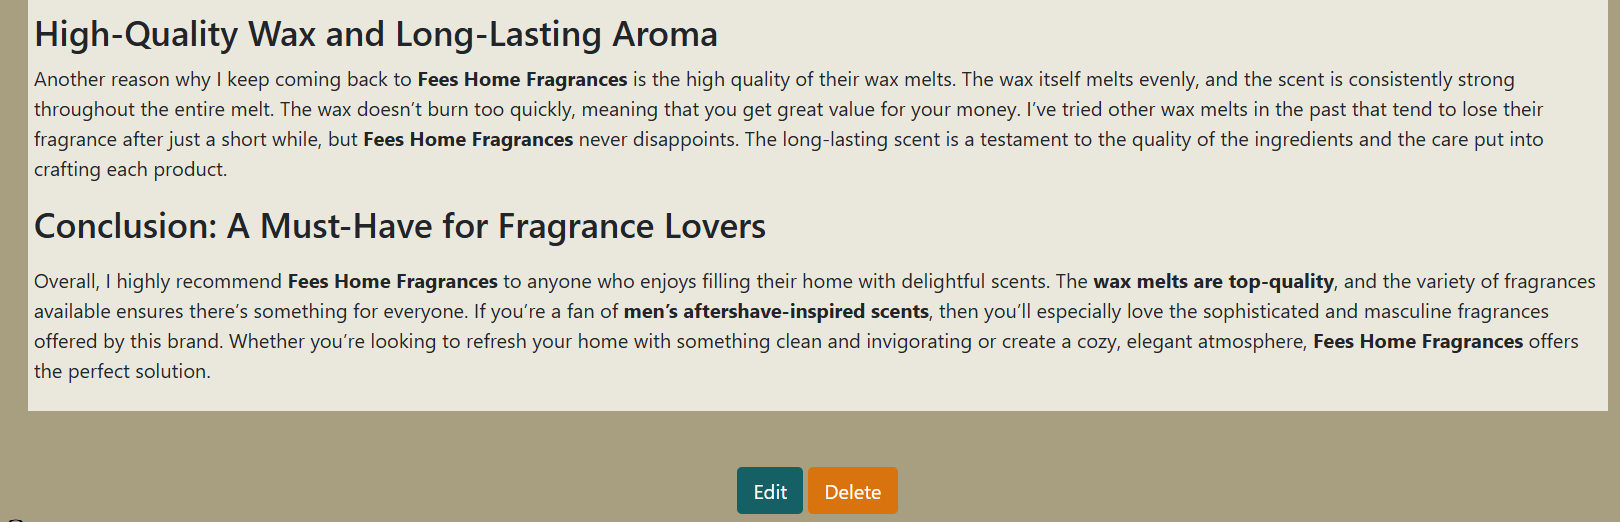 High-Quality Wax and Long-Lasting Aroma
Another reason why I keep coming back to Fees Home Fragrances is the high quality of their wax melts. The wax itself melts evenly, and the scent is consistently strong
throughout the entire melt. The wax doesn’t burn too quickly, meaning that you get great value for your money. I’ve tried other wax melts in the past that tend to lose their
fragrance after just a short while, but Fees Home Fragrances never disappoints. The long-lasting scent is a testament to the quality of the ingredients and the care put into
crafting each product.
Conclusion: A Must-Have for Fragrance Lovers
Overall, I highly recommend Fees Home Fragrances to anyone who enjoys filling their home with delightful scents. The wax melts are top-quality, and the variety of fragrances
available ensures there’s something for everyone. If you’re a fan of men’s aftershave-inspired scents, then you’ll especially love the sophisticated and masculine fragrances
offered by this brand. Whether you’re looking to refresh your home with something clean and invigorating or create a cozy, elegant atmosphere, Fees Home Fragrances offers
the perfect solution.
Edit Delete